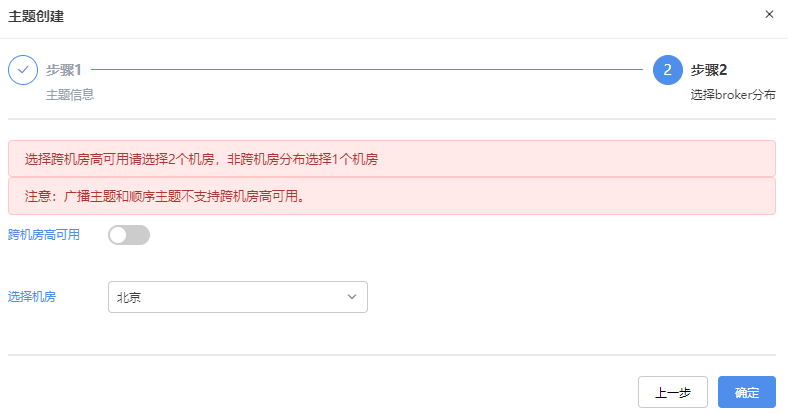 主题创建
步骤1
主题信息
2
步骤2
选择broker分布
选择跨机房高可用请选择2个机房，非跨机房分布选择1个机房
注意：广播主题和顺序主题不支持跨机房高可用。
跨机房高可用
选择机房
北京
上一步
确定